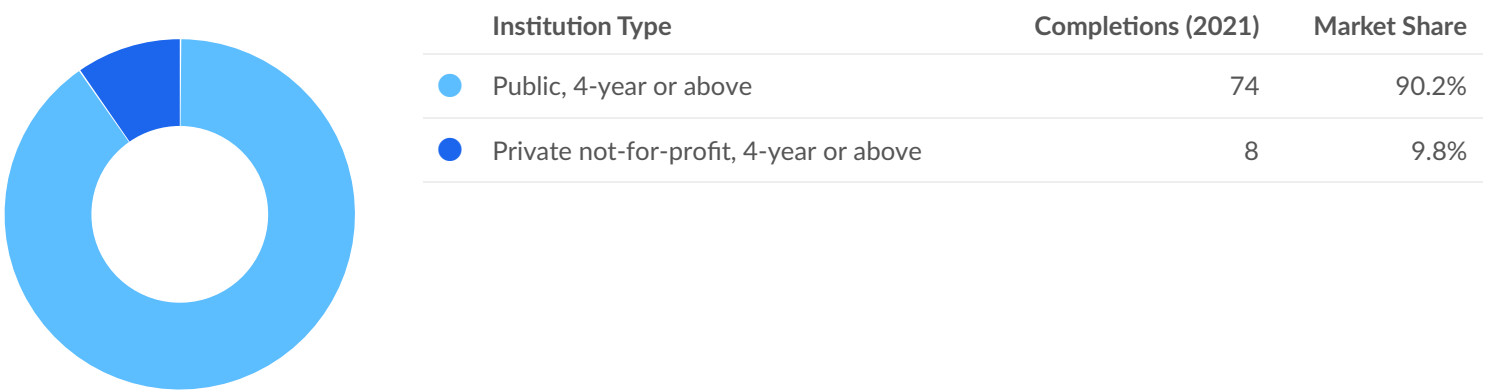 Institution Type Completions (2021) Market Share
Public, 4-year or above 74 90.2%
Private not-for-profit, 4-year or above 8 9.8%